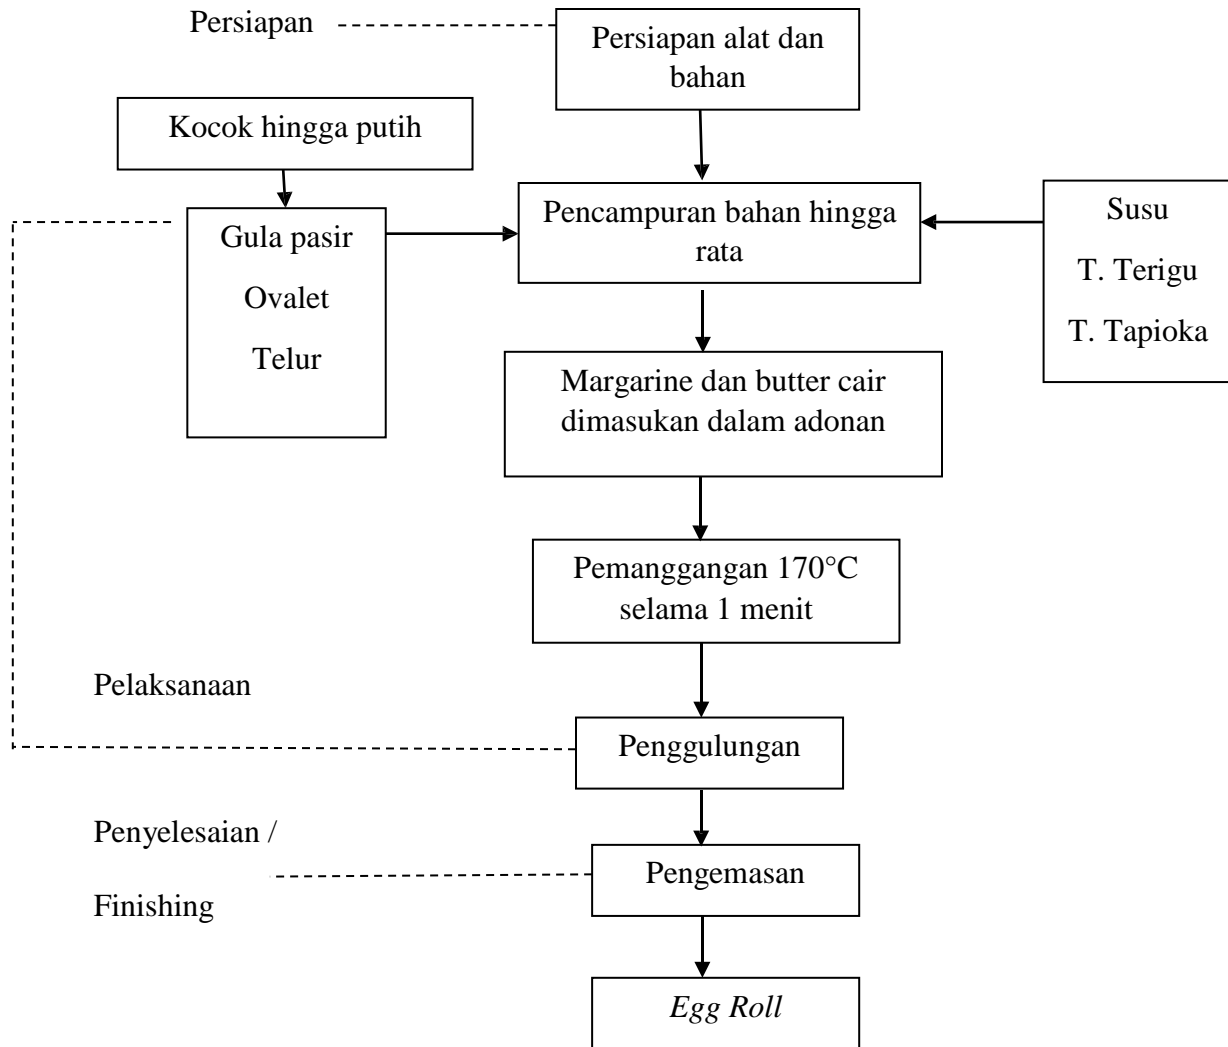 Persiapan
Persiapan alat dan
bahan
Kocok hingga putih
Gula pasir
Ovalet
Telur
Pencampuran bahan hingga
rata
Susu
T. Terigu
T. Tapioka
Margarine dan butter cair
dimasukan dalam adonan
Pemanggangan 170°C
selama 1 menit
Pelaksanaan
Penggulungan
Penyelesaian /
Finishing
Pengemasan
Egg Roll